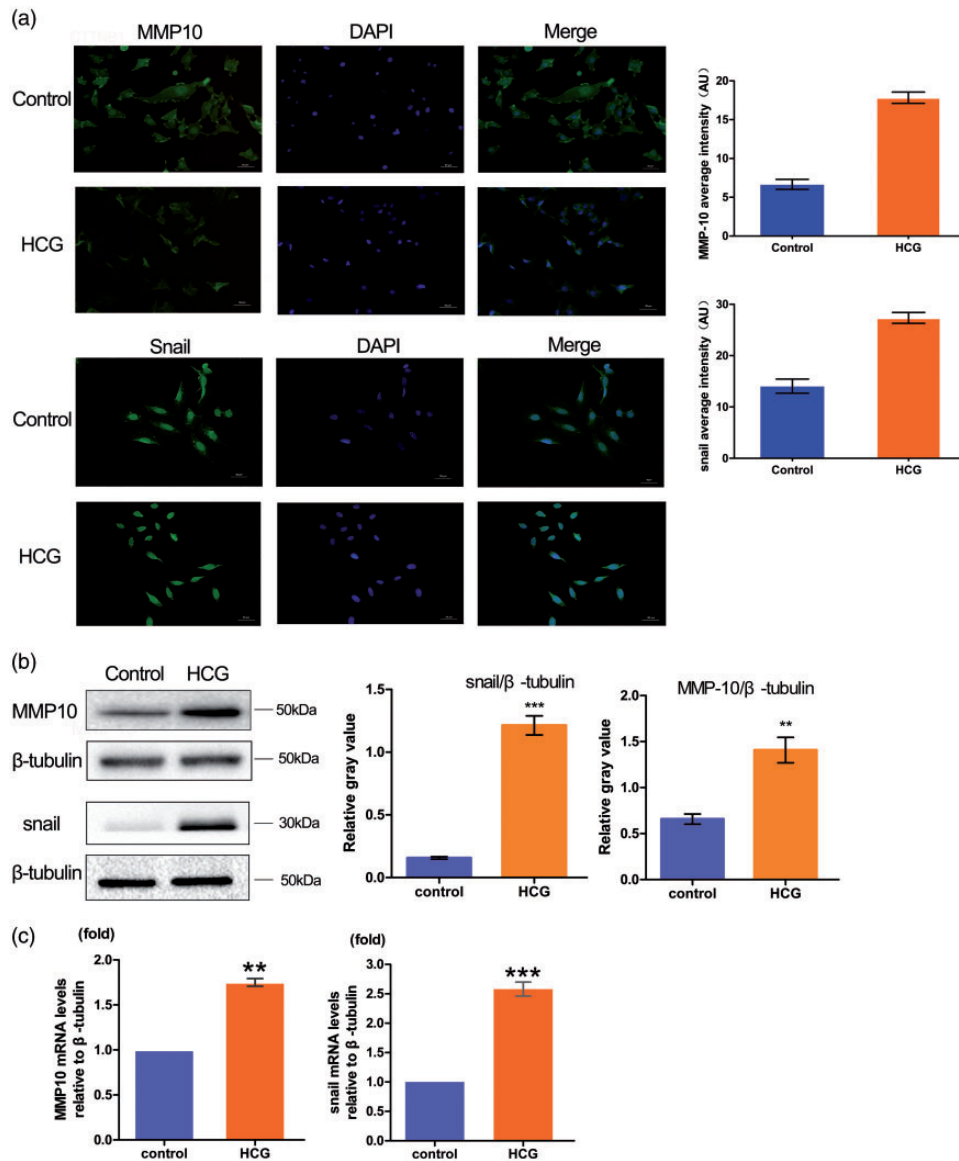 (a)
MMP10 DAPI Merge
Control
HCG
Snail DAPI Merge
Control
HCG
MMP-10 average intensity（AU）
20
15
10
5
0
Control HCG
snail average intensity（AU）
30
20
10
0
Control HCG
(b)
Control HCG
MMP10 50kDa
β-tubulin 50kDa
snail 30kDa
β-tubulin 50kDa
snail/β -tubulin
Relative gray value
1.5
1.0
0.5
0.0
***
control HCG
MMP-10/β -tubulin
Relative gray value
2.0
1.5
1.0
0.5
0.0
**
control HCG
(c)
(fold)
MMP10 mRNA levels
relative to β -tubulin
2.0
1.5
1.0
0.5
0.0
**
control HCG
(fold)
snail mRNA levels
relative to β -tubulin
3.0
2.5
2.0
1.5
1.0
0.5
0.0
***
control HCG